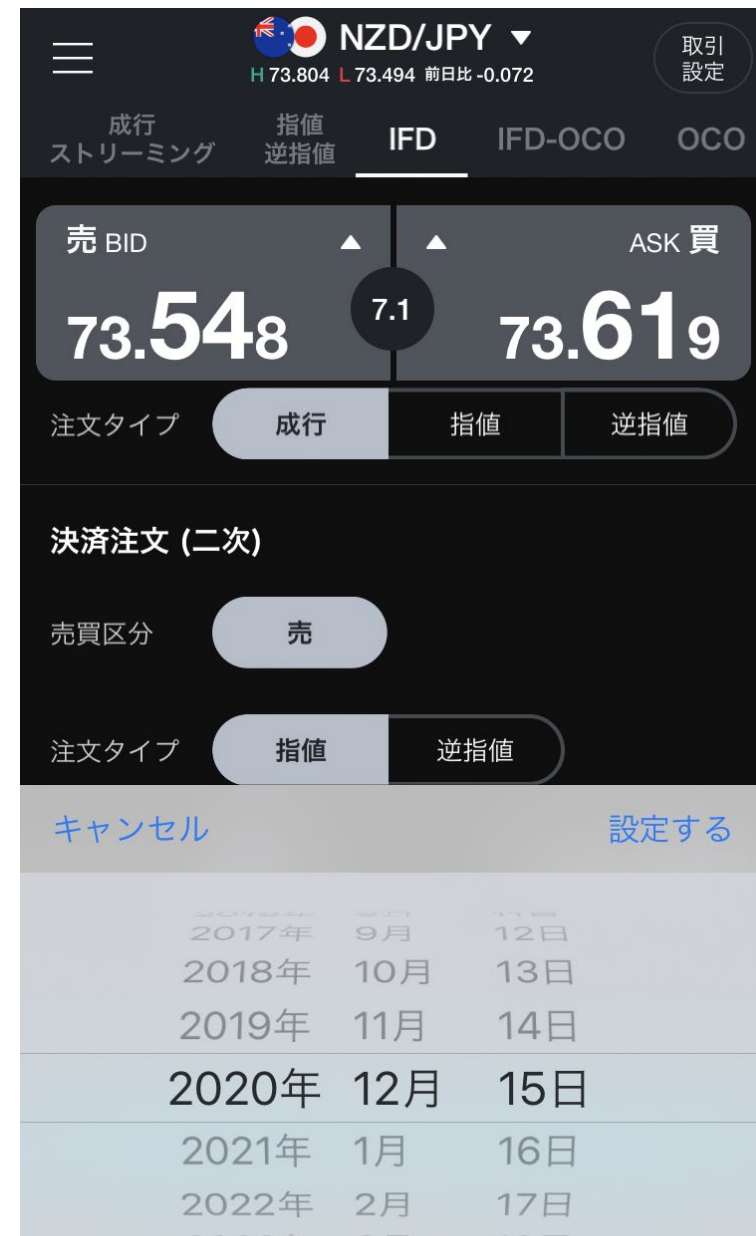 NZD/JPY ▼
H 73.804 L 73.494 前日比 -0.072
取引
設定
成行
ストリーミング
指値
逆指値
IFD
IFD-OCO
OCO
売 BID
ASK 買
73.548
7.1
73.619
注文タイプ 成行 指値 逆指値
決済注文 (二次)
売買区分 売
注文タイプ 指値 逆指値
キャンセル 設定する
2017年 9月 12日
2018年 10月 13日
2019年 11月 14日
2020年 12月 15日
2021年 1月 16日
2022年 2月 17日